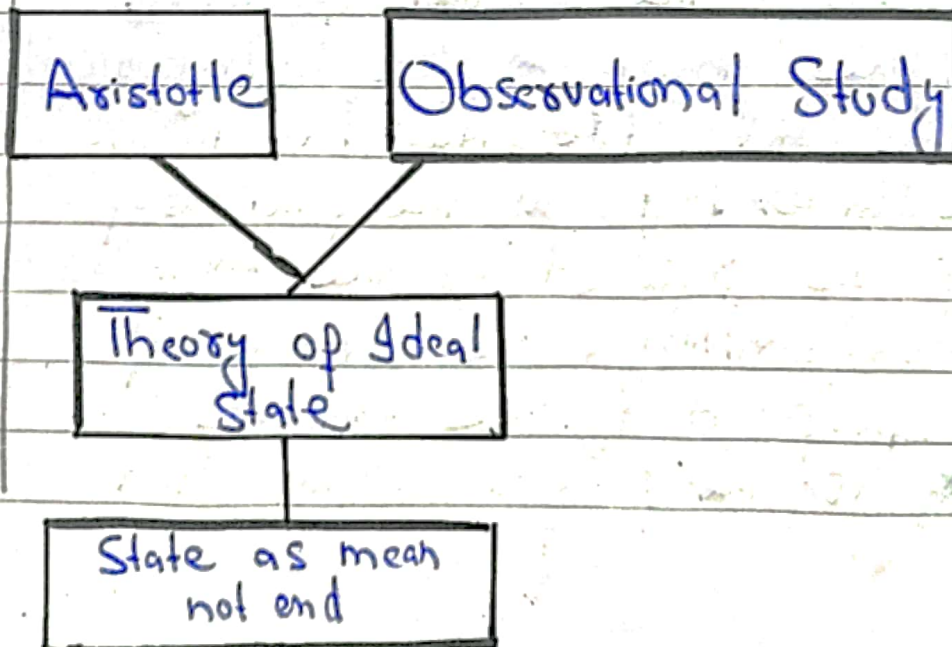 Aristotle
Observational Study
Theory of Ideal
State
State as mean
not end